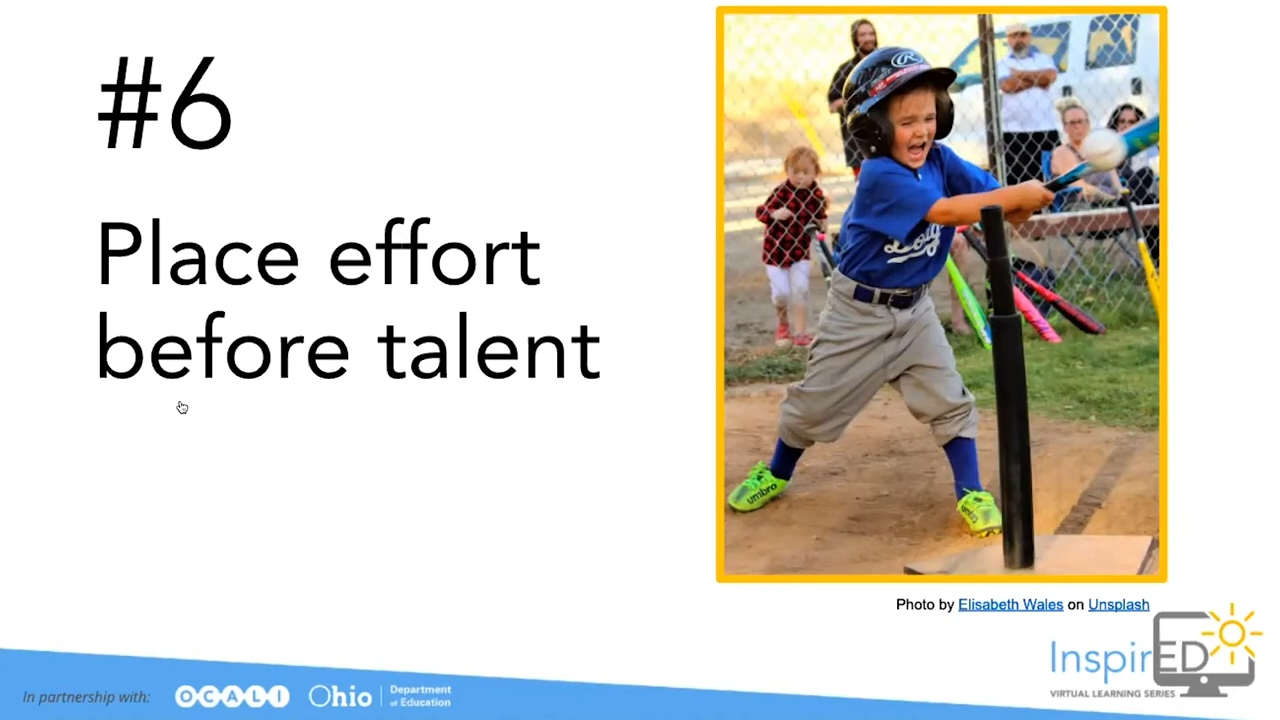 #6
Place effort
before talent
umbro
Photo by Elisabeth Wales on Unsplash
InspirED
VIRTUAL LEARNING SERIES
In partnership with:
OCALI
Ohio
Department
of Education